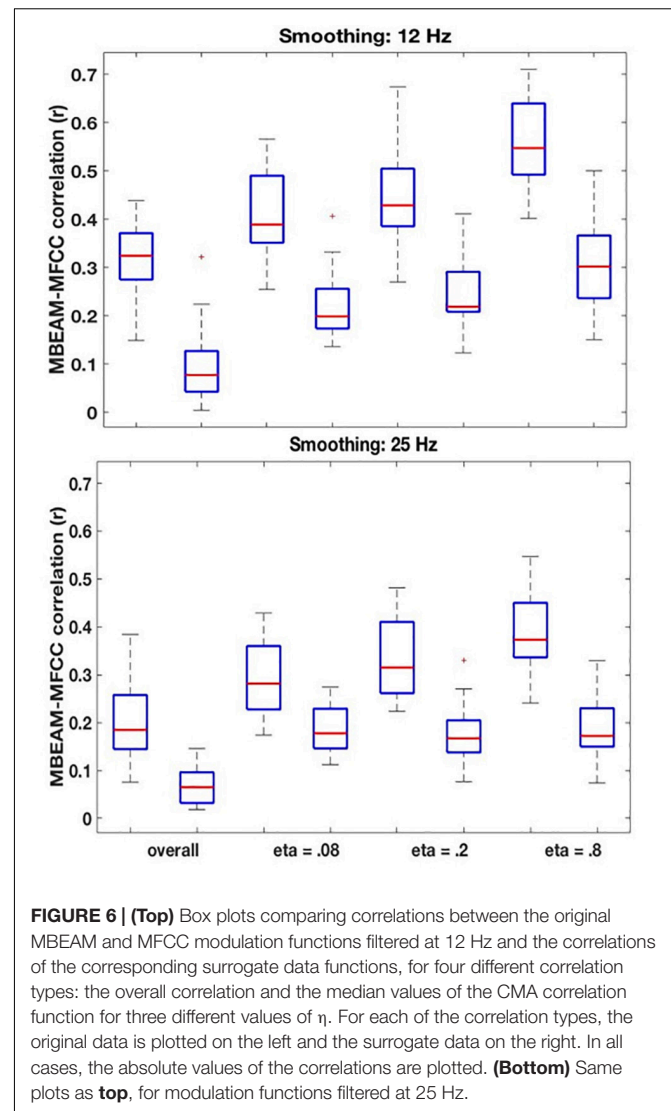 Smoothing: 12 Hz
MBEAM-MFCC correlation (r)
0.7
0.6
0.5
0.4
0.3
0.2
0.1
0
Smoothing: 25 Hz
MBEAM-MFCC correlation (r)
0.7
0.6
0.5
0.4
0.3
0.2
0.1
0
overall eta = .08 eta = .2 eta = .8
FIGURE 6 | (Top) Box plots comparing correlations between the original
MBEAM and MFCC modulation functions filtered at 12 Hz and the correlations
of the corresponding surrogate data functions, for four different correlation
types: the overall correlation and the median values of the CMA correlation
function for three different values of η. For each of the correlation types, the
original data is plotted on the left and the surrogate data on the right. In all
cases, the absolute values of the correlations are plotted. (Bottom) Same
plots as top, for modulation functions filtered at 25 Hz.